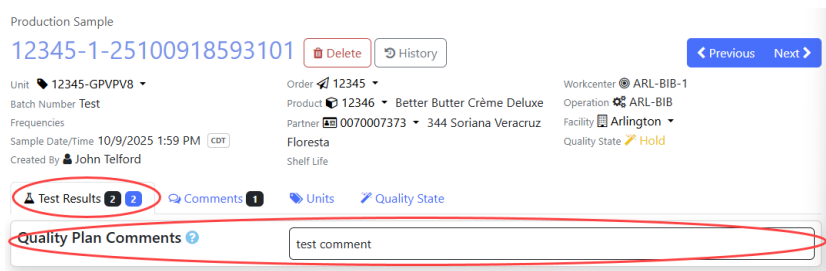 Production Sample
12345-1-25100918593101 Delete History Previous Next
Unit 12345-GPVPV8 Order 12345 Workcenter ARL-BIB-1
Batch Number Test Product 12346 Better Butter Crème Deluxe Operation ARL-BIB
Frequencies Partner 0070007373 344 Soriana Veracruz Facility Arlington
Sample Date/Time 10/9/2025 1:59 PM CDT Floresta Quality State Hold
Created By John Telford Shelf Life
Test Results 2 2 Comments 1 Units Quality State
Quality Plan Comments ? test comment